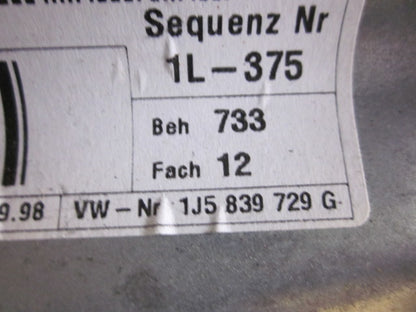 Sequenz Nr
1L-375
Beh 733
Fach 12
9.98 VW-Nr 1J5 839 729 G